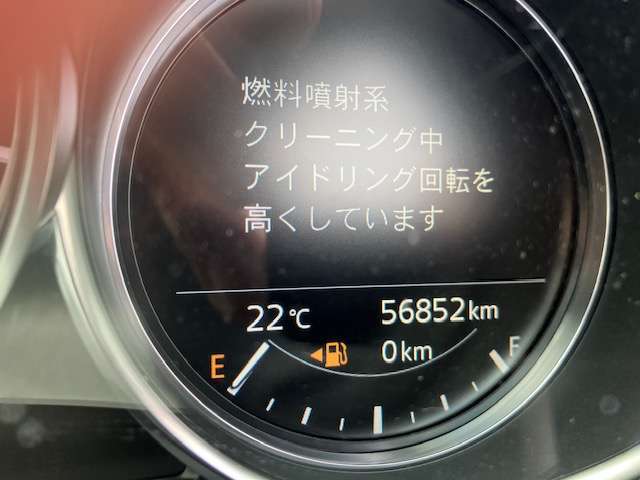 燃料噴射系
クリーニング中
アイドリング回転を
高くしています
22℃ 56852km
0km
E F